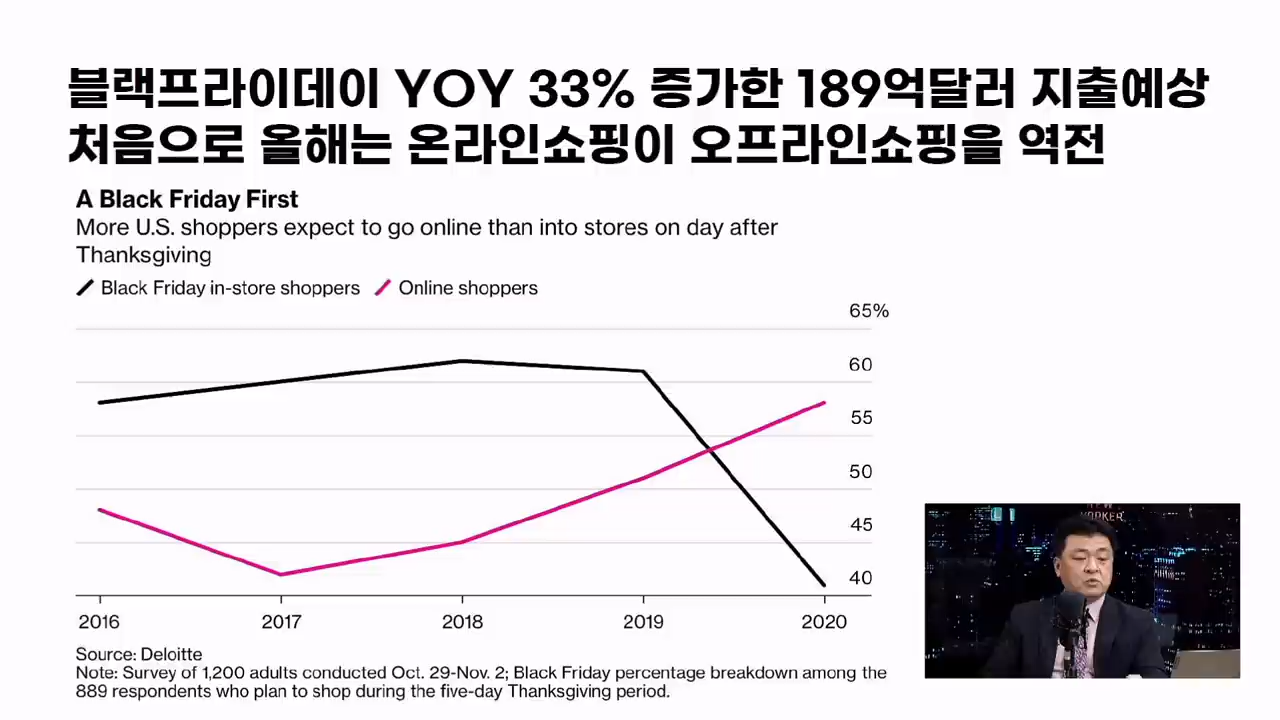 블랙프라이데이 YOY 33% 증가한 189억달러 지출예상
처음으로 올해는 온라인쇼핑이 오프라인쇼핑을 역전
A Black Friday First
More U.S. shoppers expect to go online than into stores on day after
Thanksgiving
Black Friday in-store shoppers Online shoppers
65%
60
55
50
45
40
2016 2017 2018 2019 2020
Source: Deloitte
Note: Survey of 1,200 adults conducted Oct. 29-Nov. 2; Black Friday percentage breakdown among the
889 respondents who plan to shop during the five-day Thanksgiving period.